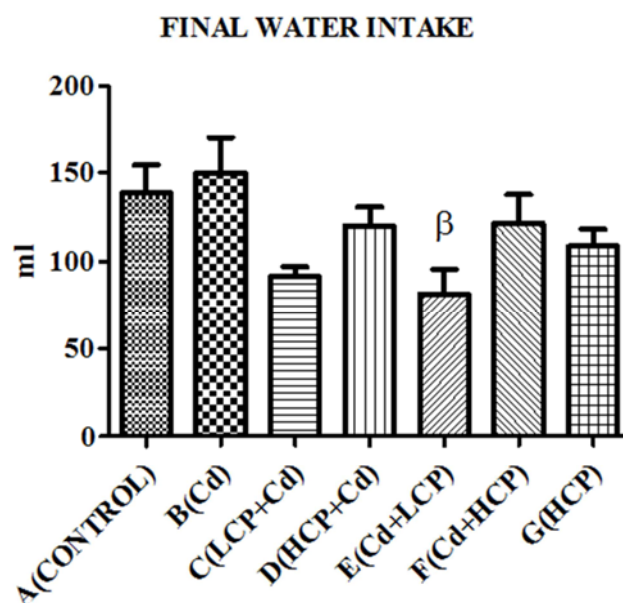 FINAL WATER INTAKE
200
150
100
50
0
ml
β
A(CONTROL)
B(Cd)
C(LCP+Cd)
D(HCP+Cd)
E(Cd+LCP)
F(Cd+HCP)
G(HCP)